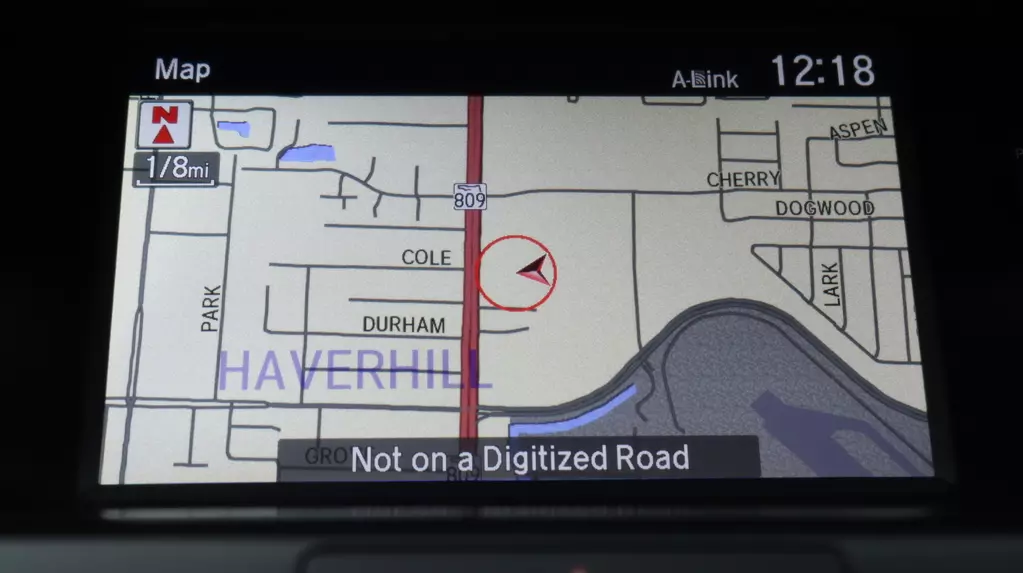 Map
A-Link
12:18
N
1/8mi
ASPEN
CHERRY
809
DOGWOOD
COLE
LARK
PARK
DURHAM
HAVERHILL
Not on a Digitized Road
809